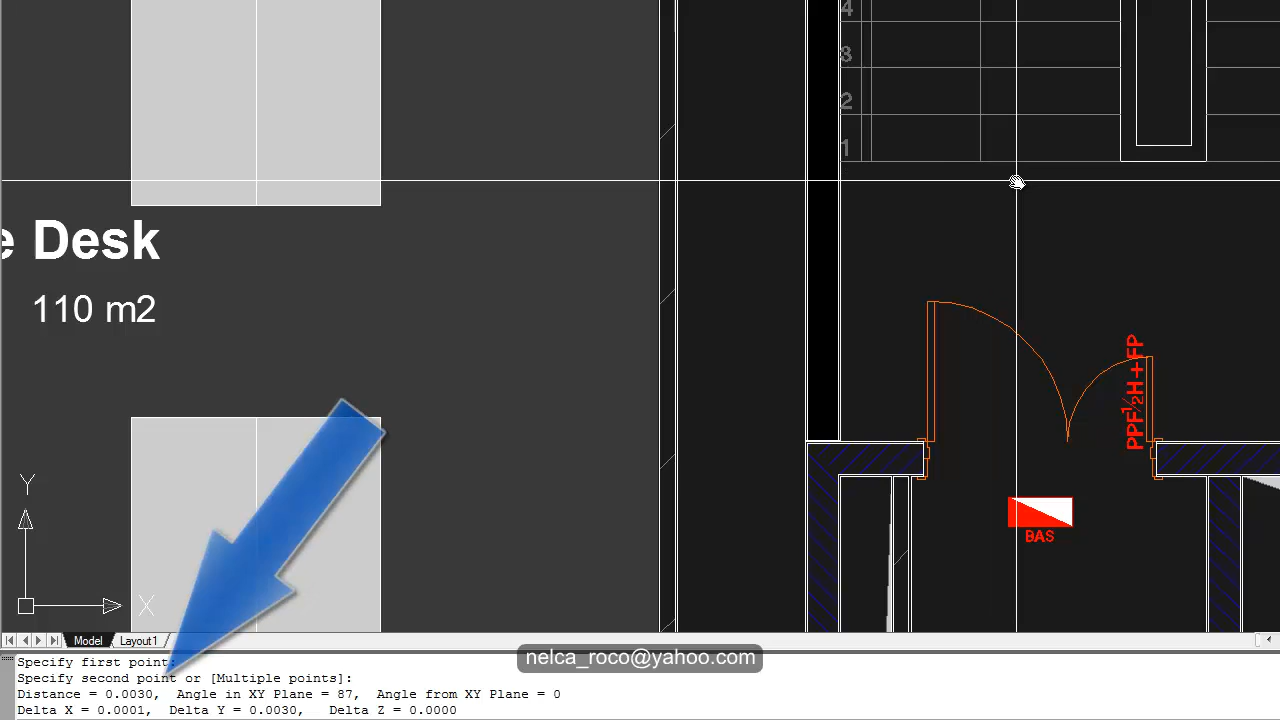 4
3
2
1
e Desk
110 m2
PPF½H+FP
BAS
Y
X
Model Layout1
Specify first point:
Specify second point or [Multiple points]:
Distance = 0.0030, Angle in XY Plane = 87, Angle from XY Plane = 0
Delta X = 0.0001, Delta Y = 0.0030, Delta Z = 0.0000
nelca_roco@yahoo.com